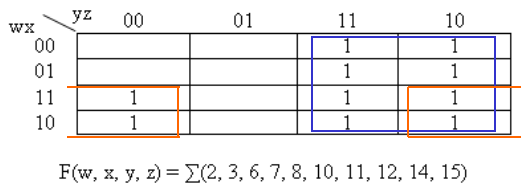 yz
wx 00 01 11 10
00 1 1
01 1 1
11 1 1 1
10 1 1 1
F(w, x, y, z) = ∑(2, 3, 6, 7, 8, 10, 11, 12, 14, 15)